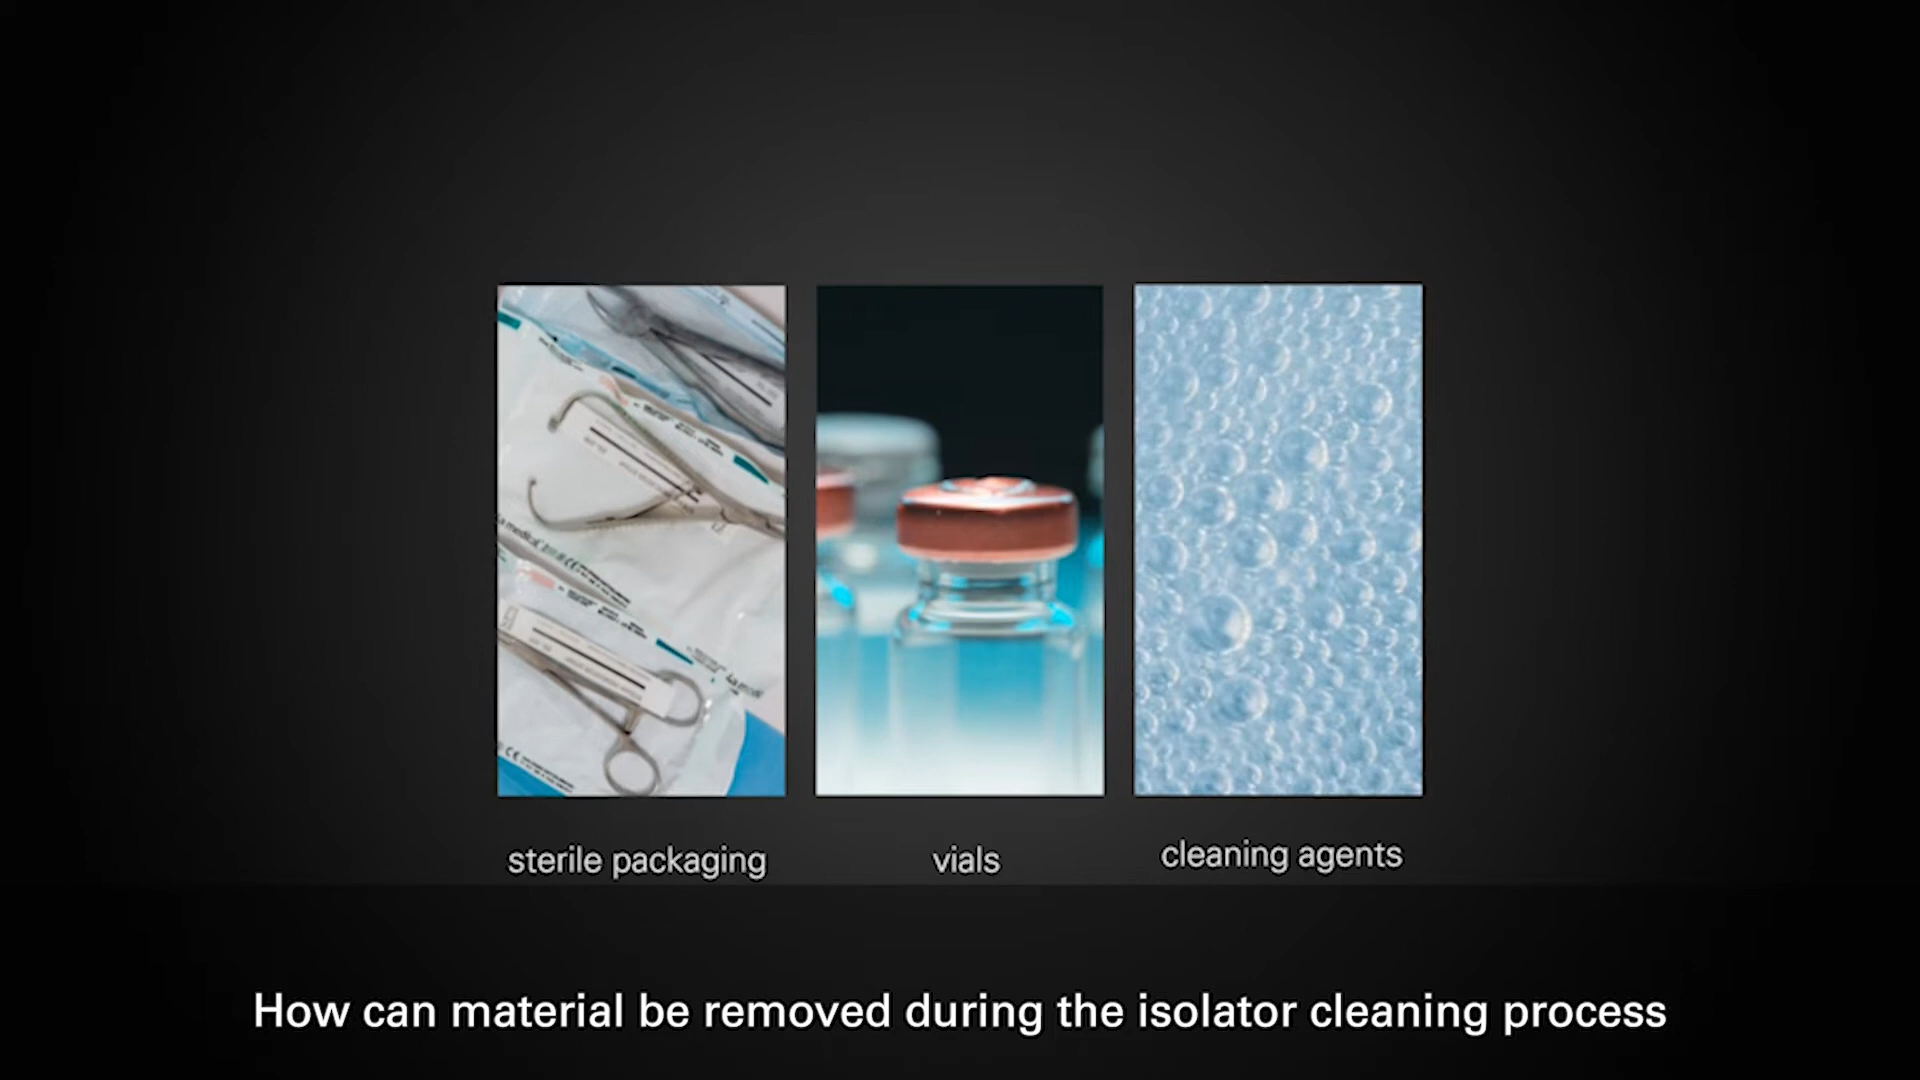 sterile packaging
vials
cleaning agents
How can material be removed during the isolator cleaning process